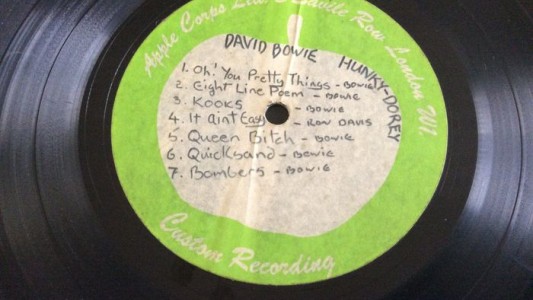 Apple Corps Ltd 3 Savile Row London W1.
DAVID BOWIE HUNKY-DOREY
1. Oh! You Pretty Things - BOWIE
2. Eight Line Poem - BOWIE
3. Kooks - BOWIE
4. It aint Easy - RON DAVIS
5. Queen Bitch - BOWIE
6. Quicksand - BEWIE
7. Bombers - BOWIE
Custom Recording